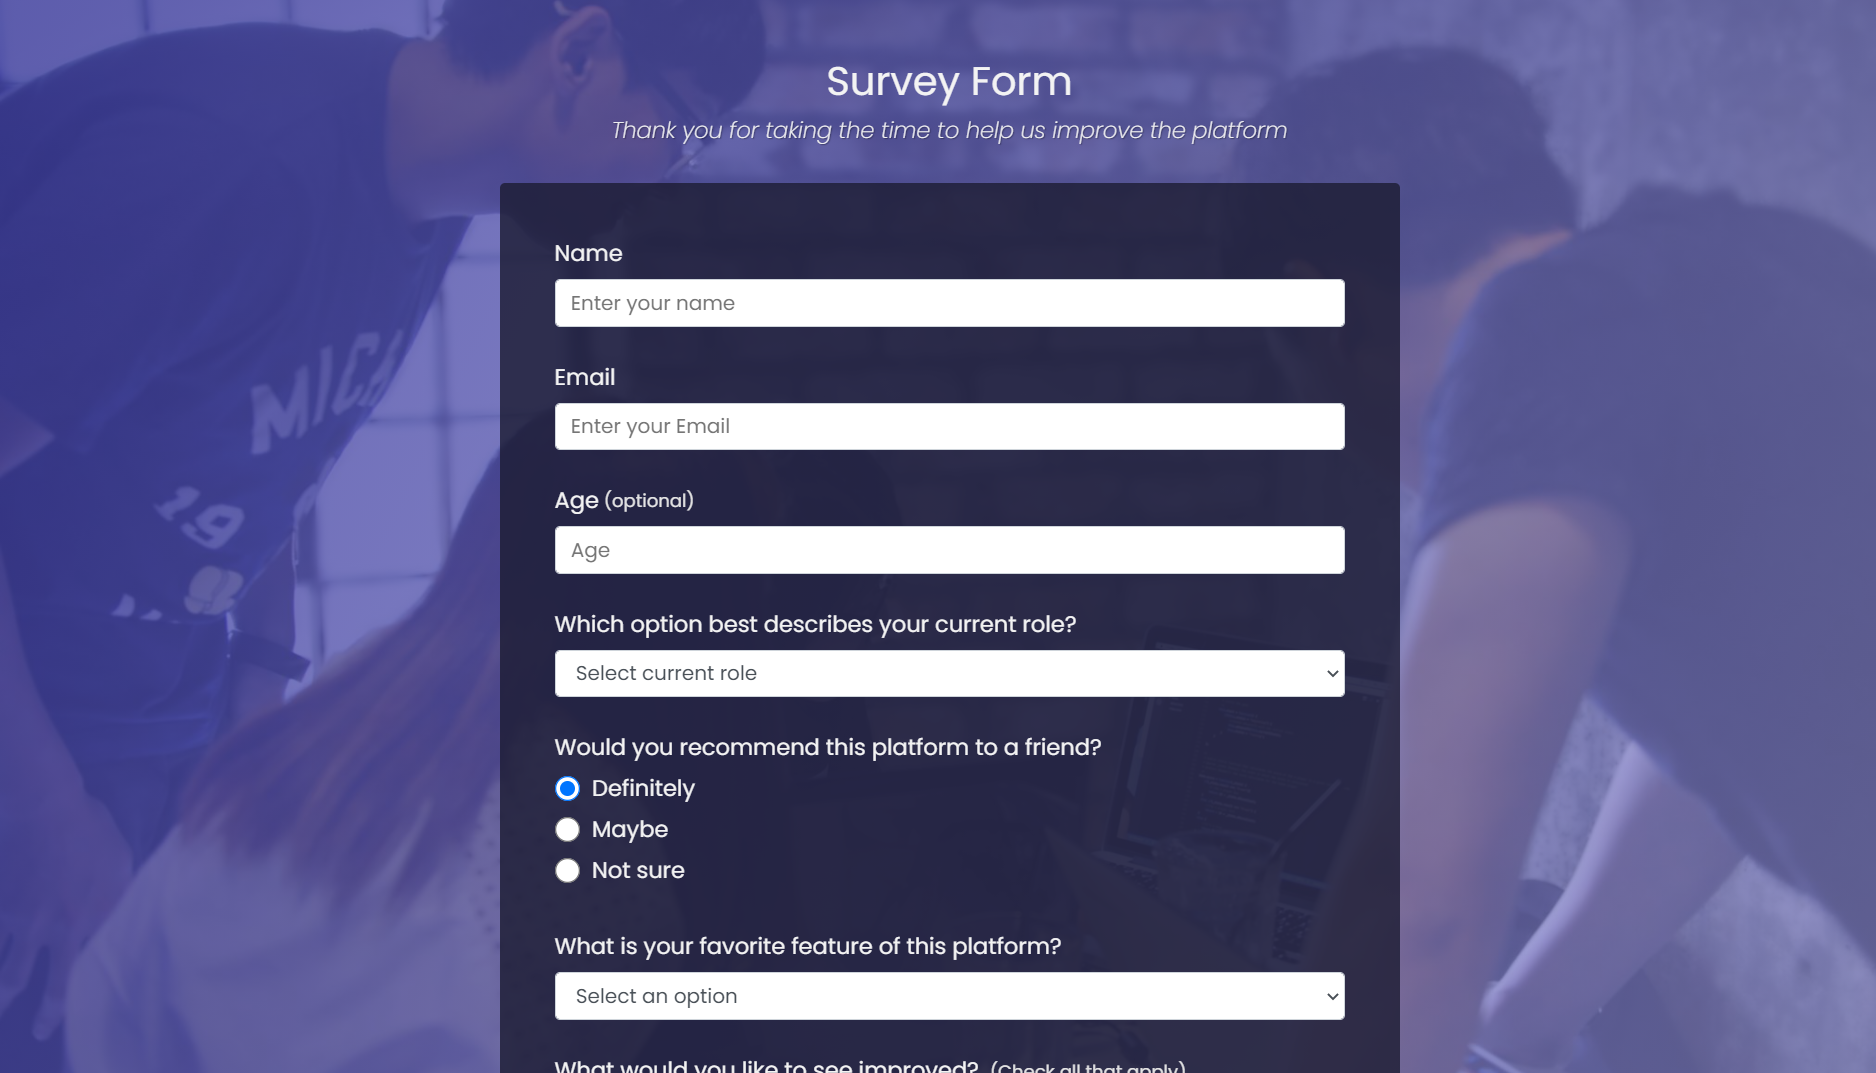 Survey Form
Thank you for taking the time to help us improve the platform
Name
Enter your name
Email
Enter your Email
Age (optional)
Age
Which option best describes your current role?
Select current role
Would you recommend this platform to a friend?
Definitely
Maybe
Not sure
What is your favorite feature of this platform?
Select an option
What would you like to see improved? (Check all that apply)
MICH
19